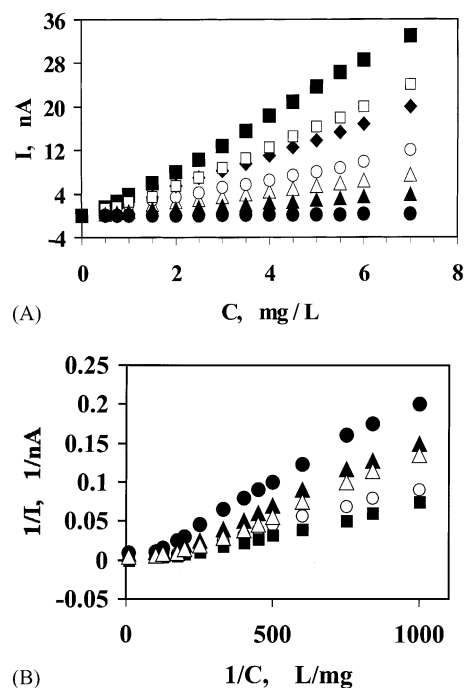 36
28
20
12
4
-4
I, nA
0 2 4 6 8
C, mg / L
(A)
0.25
0.2
0.15
0.1
0.05
0
-0.05
1/I, 1/nA
0 500 1000
1/C, L/mg
(B)